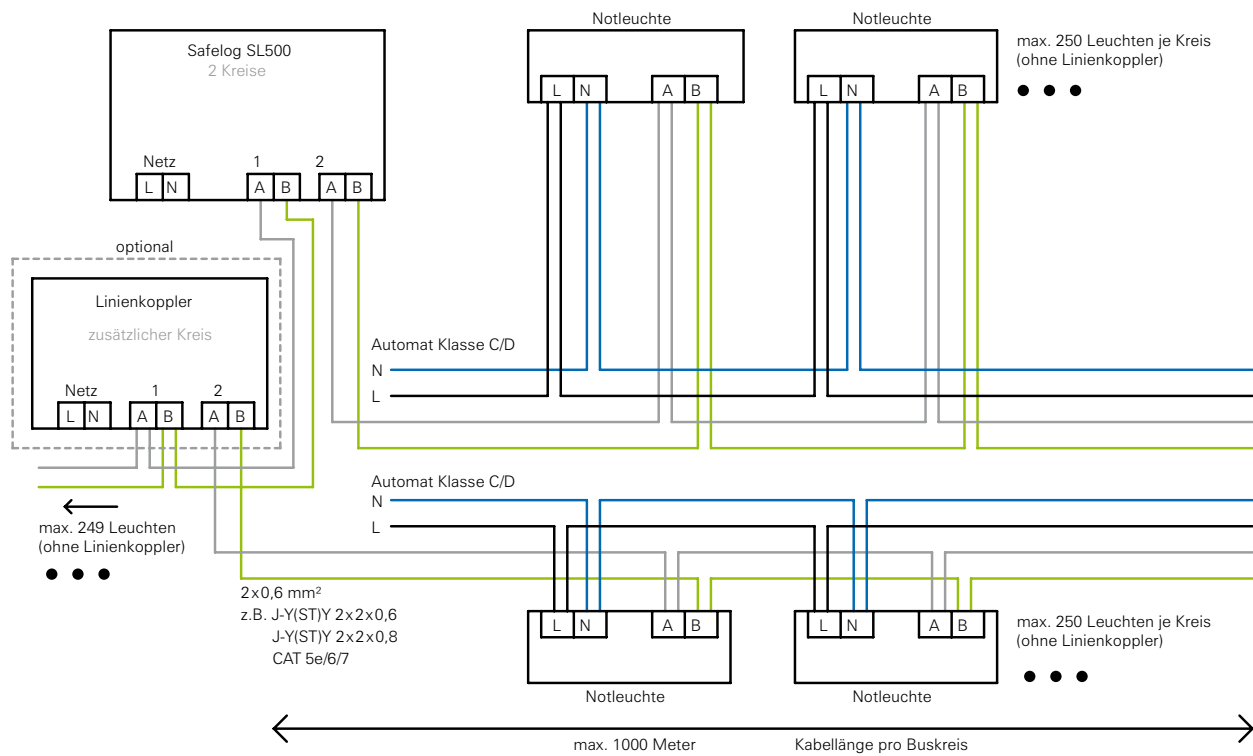 Safelog SL500
2 Kreise
Netz
1
2
L N
A B
A B
optional
Linienkoppler
zusätzlicher Kreis
Netz
1
2
L N
A B
A B
max. 249 Leuchten
(ohne Linienkoppler)
2x0,6 mm²
z.B. J-Y(ST)Y 2x2x0,6
J-Y(ST)Y 2x2x0,8
CAT 5e/6/7
Notleuchte
L N
A B
Notleuchte
L N
A B
max. 250 Leuchten je Kreis
(ohne Linienkoppler)
Automat Klasse C/D
N
L
Automat Klasse C/D
N
L
L N
A B
Notleuchte
L N
A B
Notleuchte
max. 250 Leuchten je Kreis
(ohne Linienkoppler)
max. 1000 Meter
Kabellänge pro Buskreis